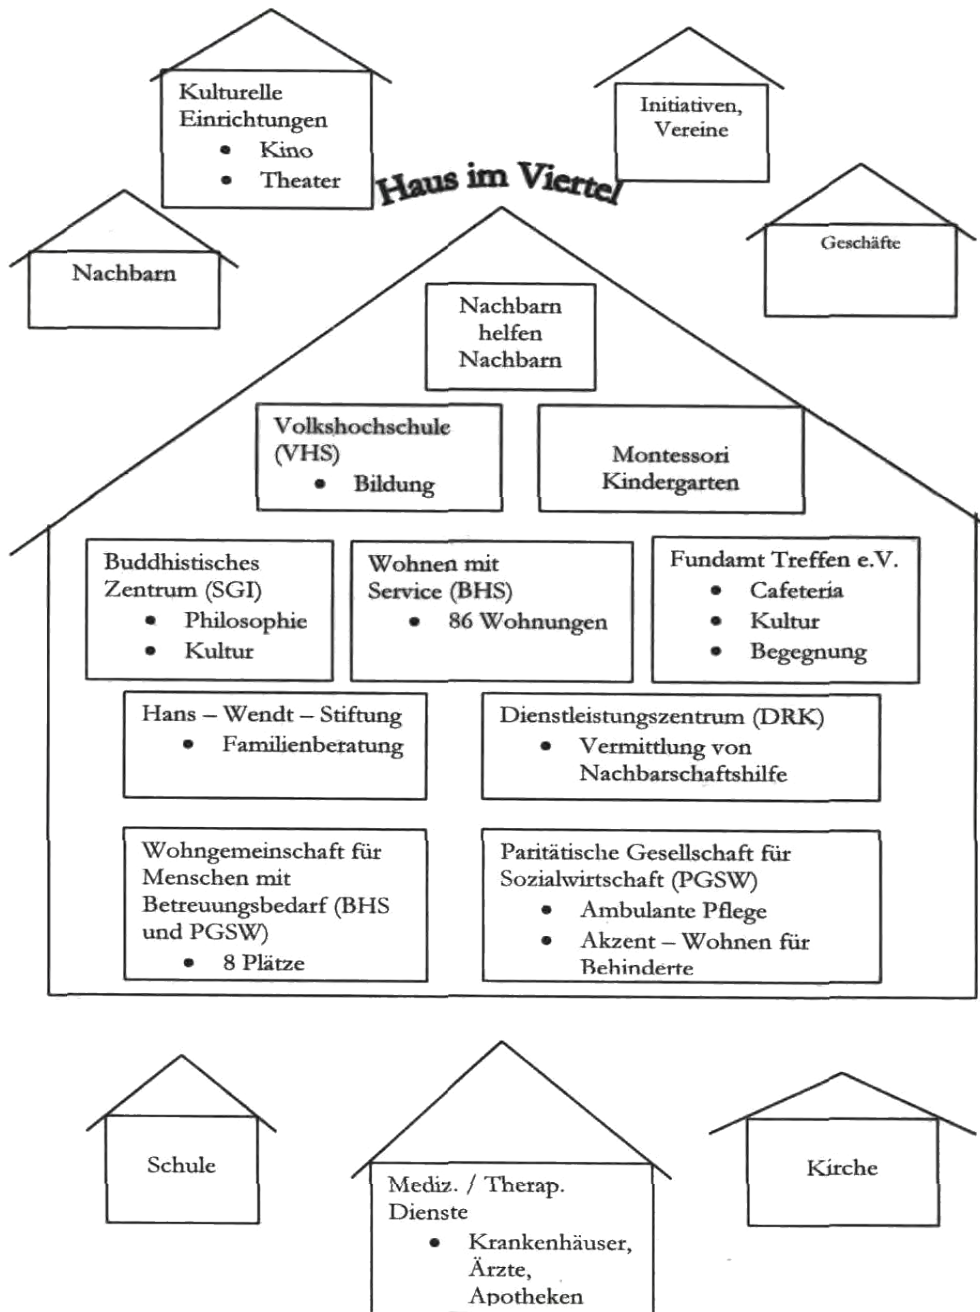 Kulturelle
Einrichtungen
• Kino
• Theater
Initiativen,
Vereine
Haus im Viertel
Nachbarn
Geschäfte
Nachbarn
helfen
Nachbarn
Volkshochschule
(VHS)
• Bildung
Montessori
Kindergarten
Buddhistisches
Zentrum (SGI)
• Philosophie
• Kultur
Wohnen mit
Service (BHS)
• 86 Wohnungen
Fundamt Treffen e.V.
• Cafeteria
• Kultur
• Begegnung
Hans – Wendt – Stiftung
• Familienberatung
Dienstleistungszentrum (DRK)
• Vermittlung von
Nachbarschaftshilfe
Wohngemeinschaft für
Menschen mit
Betreuungsbedarf (BHS
und PGSW)
• 8 Plätze
Paritätische Gesellschaft für
Sozialwirtschaft (PGSW)
• Ambulante Pflege
• Akzent – Wohnen für
Behinderte
Schule
Mediz. / Therap.
Dienste
• Krankenhäuser,
Ärzte,
Apotheken
Kirche